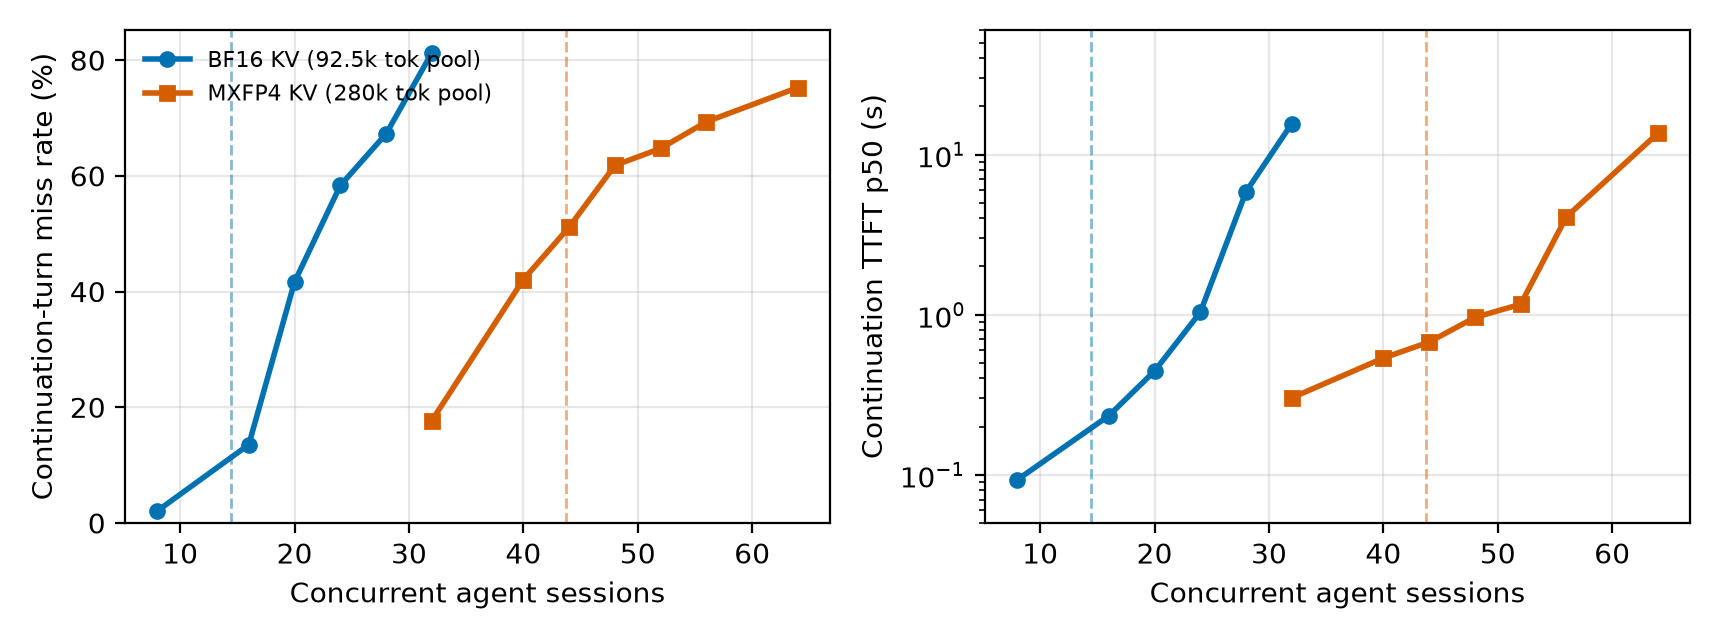 Continuation-turn miss rate (%)
80
60
40
20
0
BF16 KV (92.5k tok pool)
MXFP4 KV (280k tok pool)
10 20 30 40 50 60
Concurrent agent sessions
Continuation TTFT p50 (s)
10¹
10⁰
10⁻¹
10 20 30 40 50 60
Concurrent agent sessions